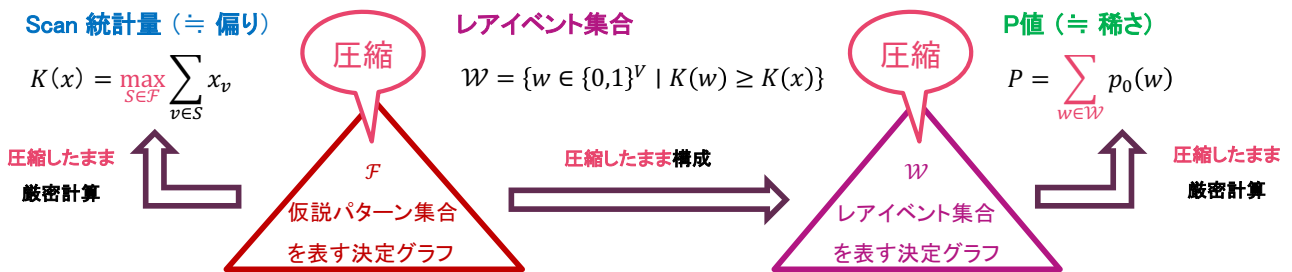 Scan 統計量（≒ 偏り）
圧縮
レアイベント集合
圧縮
P値（≒ 稀さ）
K(x) = max_{S∈ℱ} ∑_{v∈S} x_v
𝒲 = {w ∈ {0,1}^V | K(w) ≥ K(x)}
P = ∑_{w∈𝒲} p_0(w)
圧縮したまま
厳密計算
ℱ
仮説パターン集合
を表す決定グラフ
圧縮したまま構成
𝒲
レアイベント集合
を表す決定グラフ
圧縮したまま
厳密計算